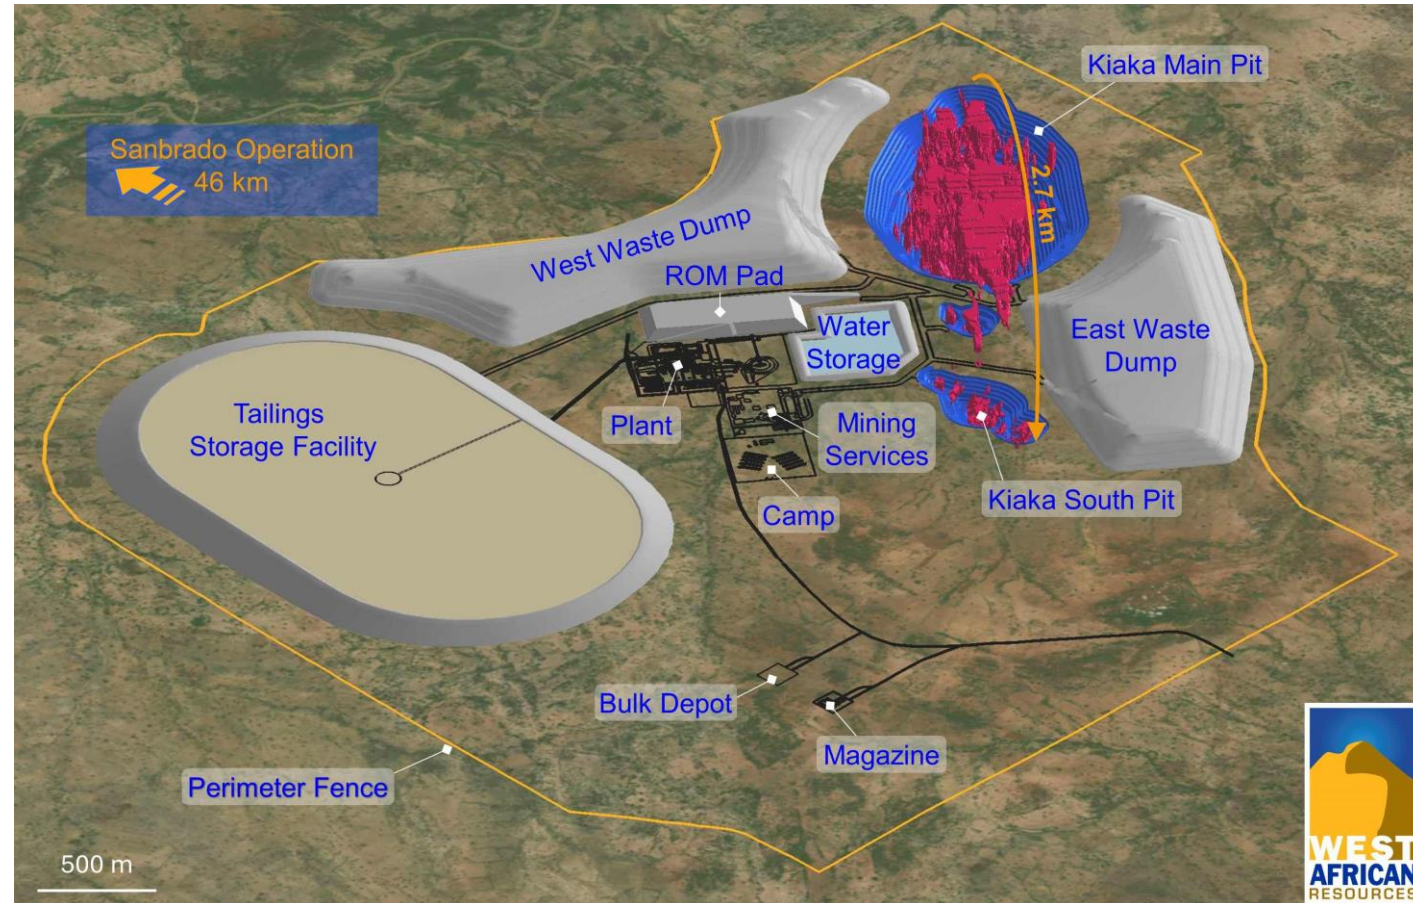 Kiaka Main Pit
Sanbrado Operation
46 km
2.7 km
West Waste Dump
ROM Pad
Water
Storage
East Waste
Dump
Tailings
Storage Facility
Plant
Mining
Services
Kiaka South Pit
Camp
Bulk Depot
Magazine
Perimeter Fence
500 m
WEST
AFRICAN
RESOURCES